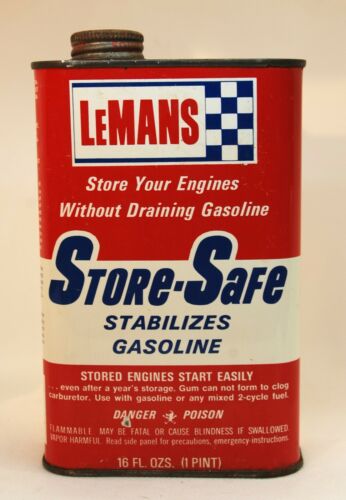 LEMANS
Store Your Engines
Without Draining Gasoline
STORE-SAFE
STABILIZES
GASOLINE
STORED ENGINES START EASILY
...even after a year's storage. Gum can not form to clog
carburetor. Use with gasoline or any mixed 2-cycle fuel.
DANGER POISON
FLAMMABLE. MAY BE FATAL OR CAUSE BLINDNESS IF SWALLOWED.
VAPOR HARMFUL. Read side panel for precautions, emergency-instructions.
16 FL. OZS. (1 PINT)